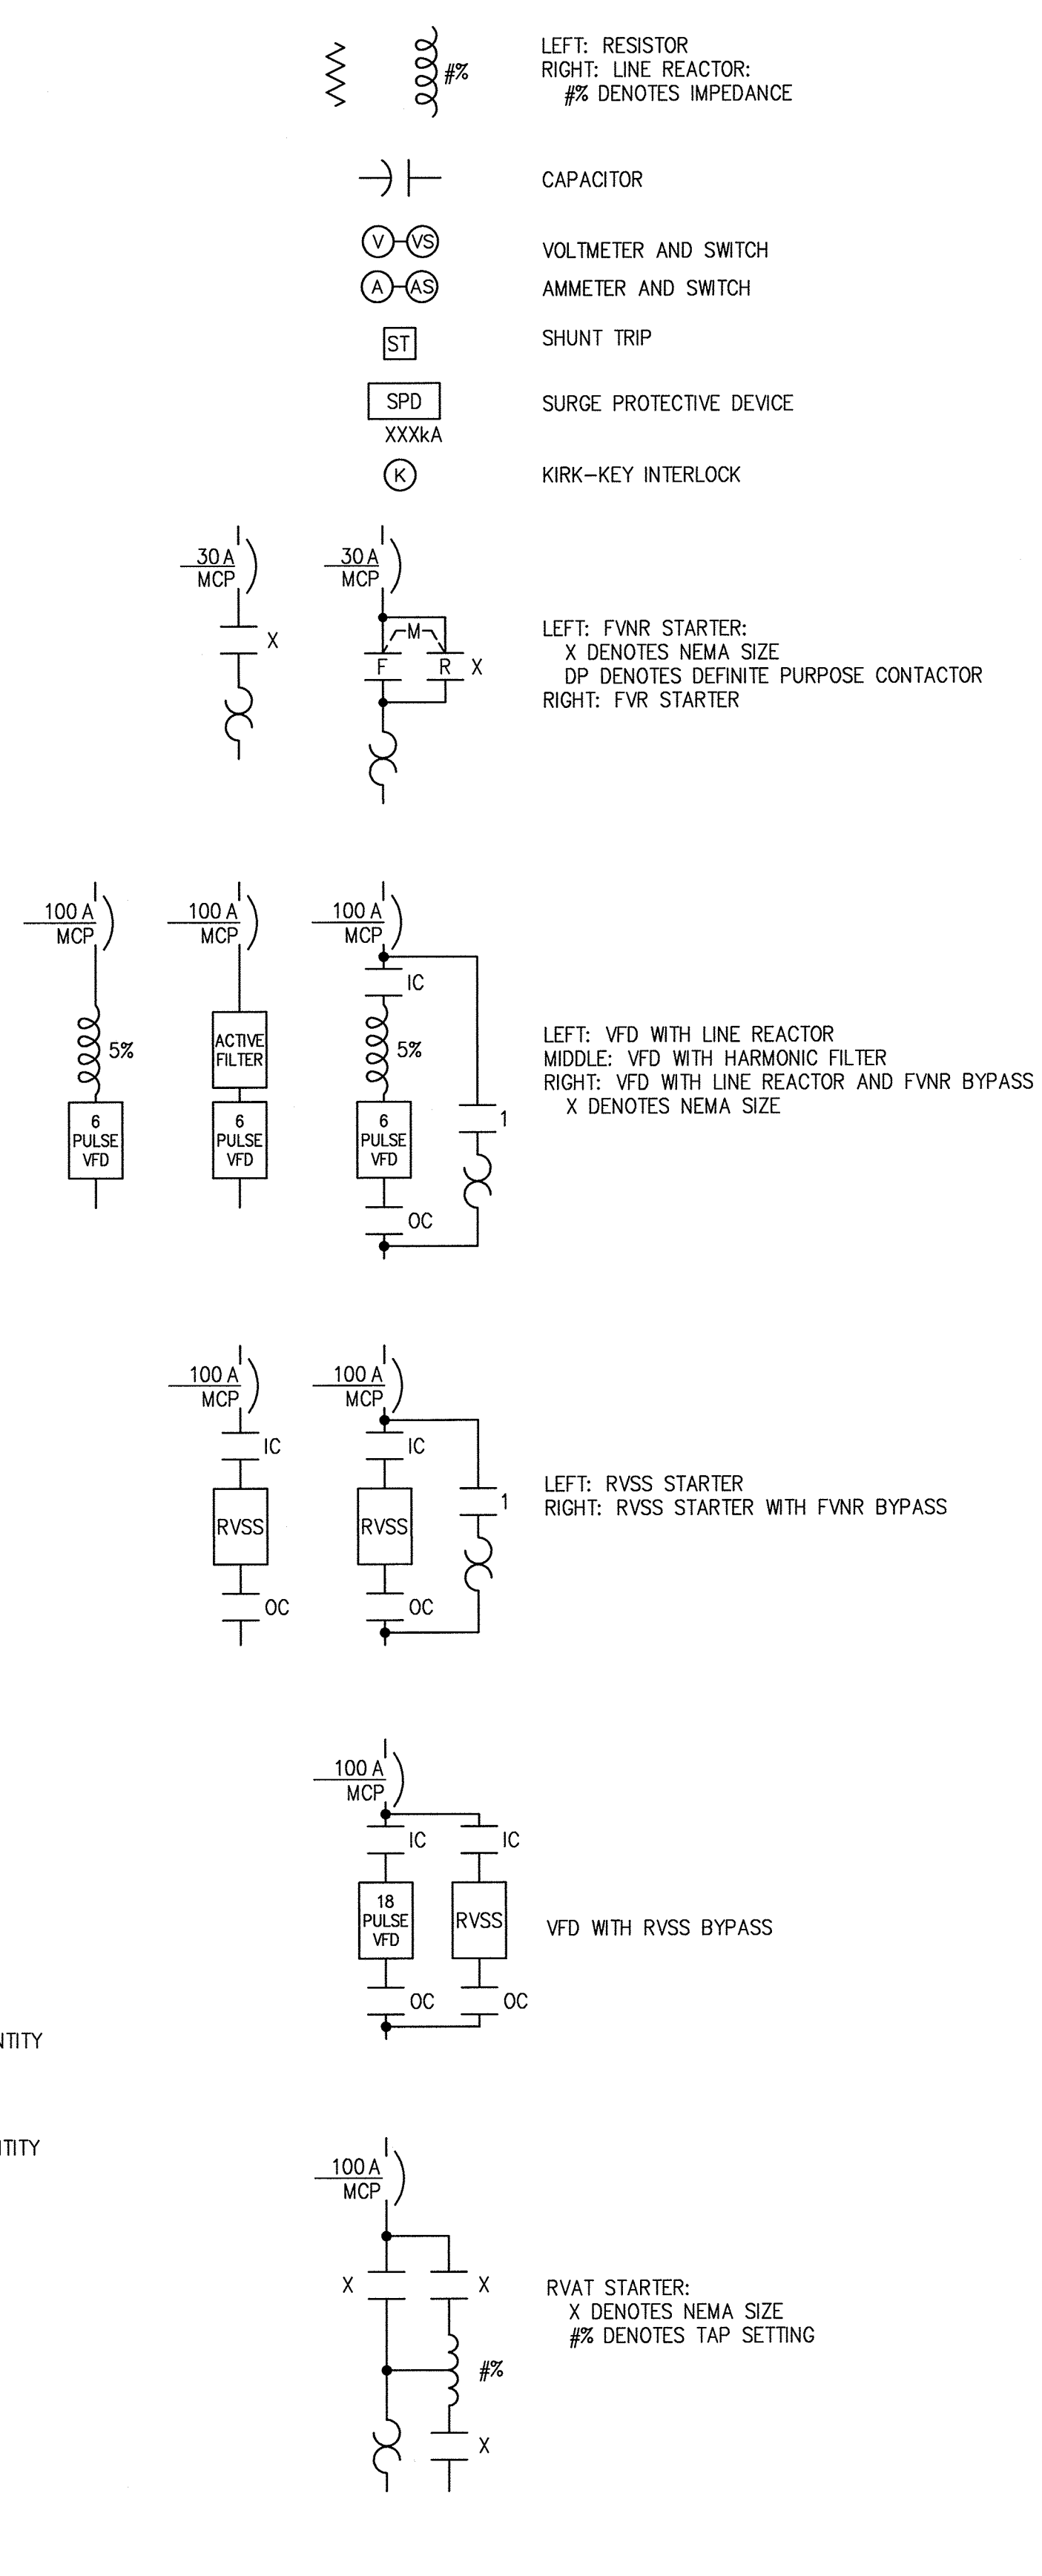 LEFT: RESISTOR
RIGHT: LINE REACTOR:
#%
#% DENOTES IMPEDANCE
CAPACITOR
V VS
VOLTMETER AND SWITCH
A AS
AMMETER AND SWITCH
ST
SHUNT TRIP
SPD
SURGE PROTECTIVE DEVICE
XXXkA
K
KIRK-KEY INTERLOCK
30 A
MCP
30 A
MCP
X
M
F R X
LEFT: FVNR STARTER:
X DENOTES NEMA SIZE
DP DENOTES DEFINITE PURPOSE CONTACTOR
RIGHT: FVR STARTER
100 A
MCP
5%
6
PULSE
VFD
100 A
MCP
ACTIVE
FILTER
6
PULSE
VFD
100 A
MCP
IC
5%
6
PULSE
VFD
OC
1
LEFT: VFD WITH LINE REACTOR
MIDDLE: VFD WITH HARMONIC FILTER
RIGHT: VFD WITH LINE REACTOR AND FVNR BYPASS
X DENOTES NEMA SIZE
100 A
MCP
IC
RVSS
OC
100 A
MCP
IC
RVSS
OC
1
LEFT: RVSS STARTER
RIGHT: RVSS STARTER WITH FVNR BYPASS
100 A
MCP
IC
18
PULSE
VFD
OC
IC
RVSS
OC
VFD WITH RVSS BYPASS
NTITY
NTITY
100 A
MCP
X X
#%
X
RVAT STARTER:
X DENOTES NEMA SIZE
#% DENOTES TAP SETTING